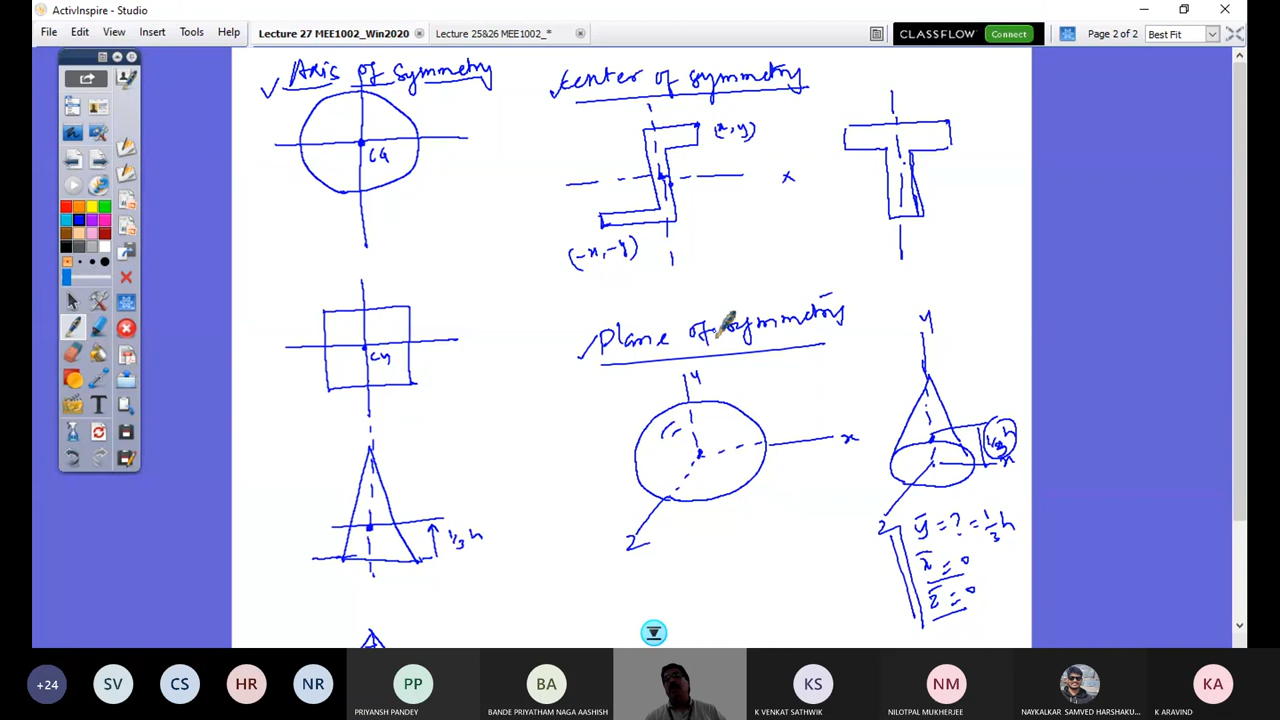 ActivInspire - Studio
File Edit View Insert Tools Help
Lecture 27 MEE1002_Win2020
Lecture 25&26 MEE1002_*
CLASSFLOW Connect
Page 2 of 2
Best Fit
Axis of symmetry
CG
CG
1/3 h
center of symmetry
(x, y)
(-x, -y)
x
Plane of symmetry
y
x
z
y
1/3 h
x
z
ȳ = ? = 1/3 h
x̄ = 0
z̄ = 0
+24
SV
CS
HR
NR
PP
PRIYANSH PANDEY
BA
BANDE PRIYATHAM NAGA AASHISH
KS
K VENKAT SATHWIK
NM
NILOTPAL MUKHERJEE
NAYKALKAR SAMVED HARSHAKU...
KA
K ARAVIND